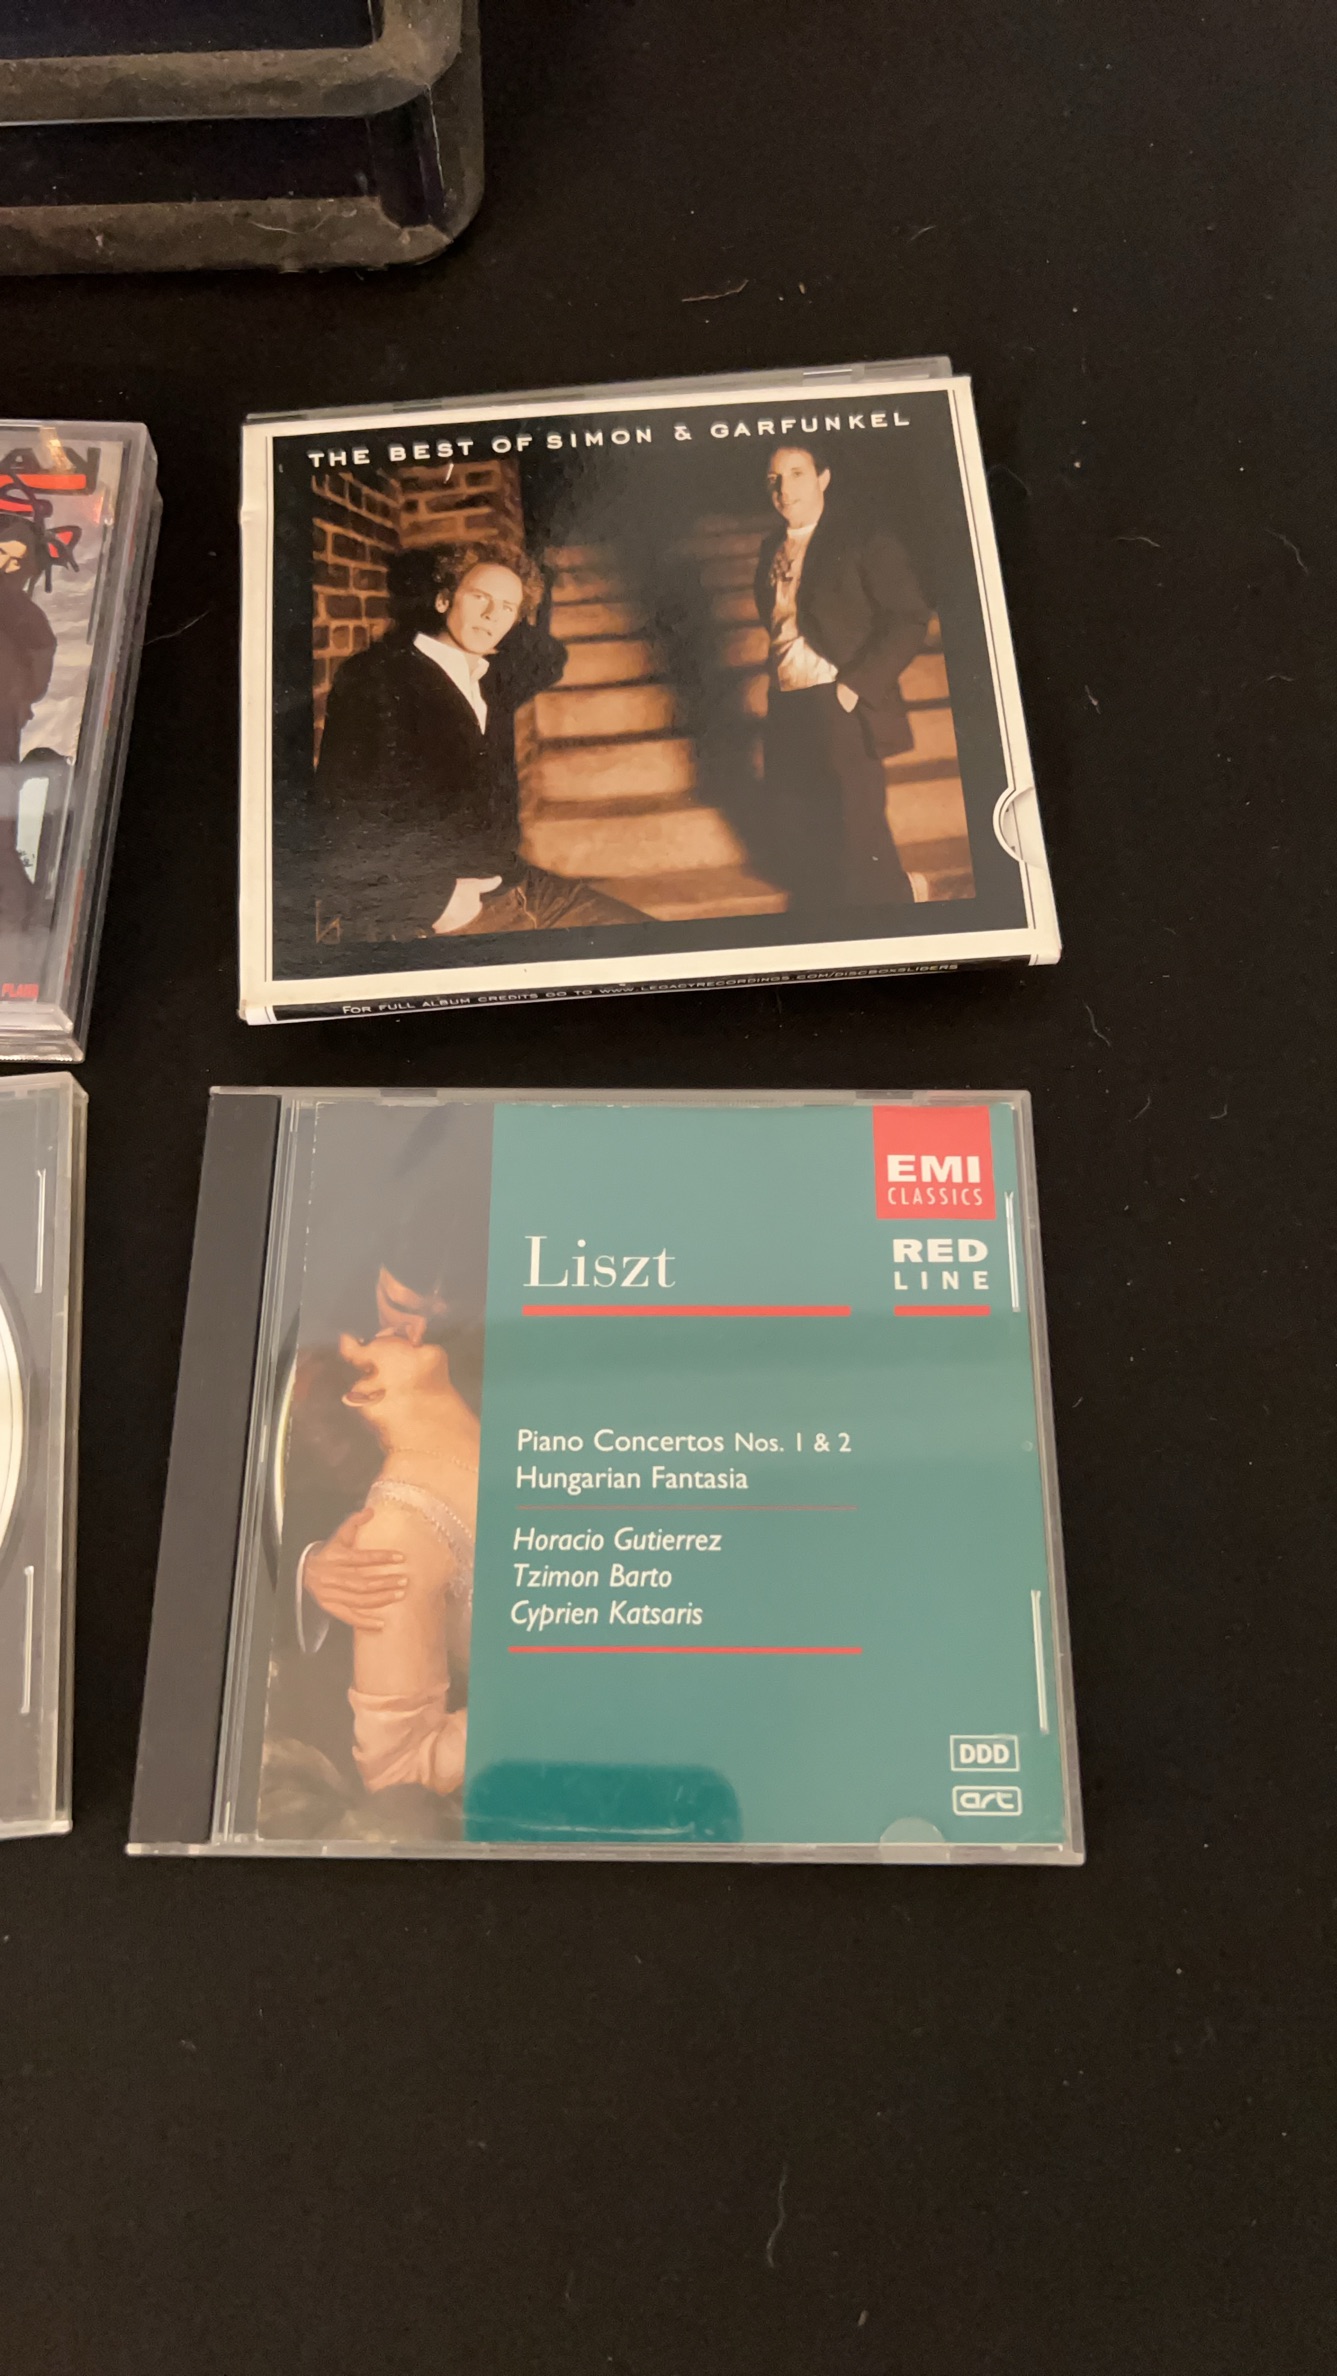 THE BEST OF SIMON & GARFUNKEL
FOR FULL ALBUM CREDITS GO TO WWW.LEGACYRECORDINGS.COM/DISCBOXSLIDERS
EMI
CLASSICS
RED
LINE
Liszt
Piano Concertos Nos. 1 & 2
Hungarian Fantasia
Horacio Gutierrez
Tzimon Barto
Cyprien Katsaris
DDD
art